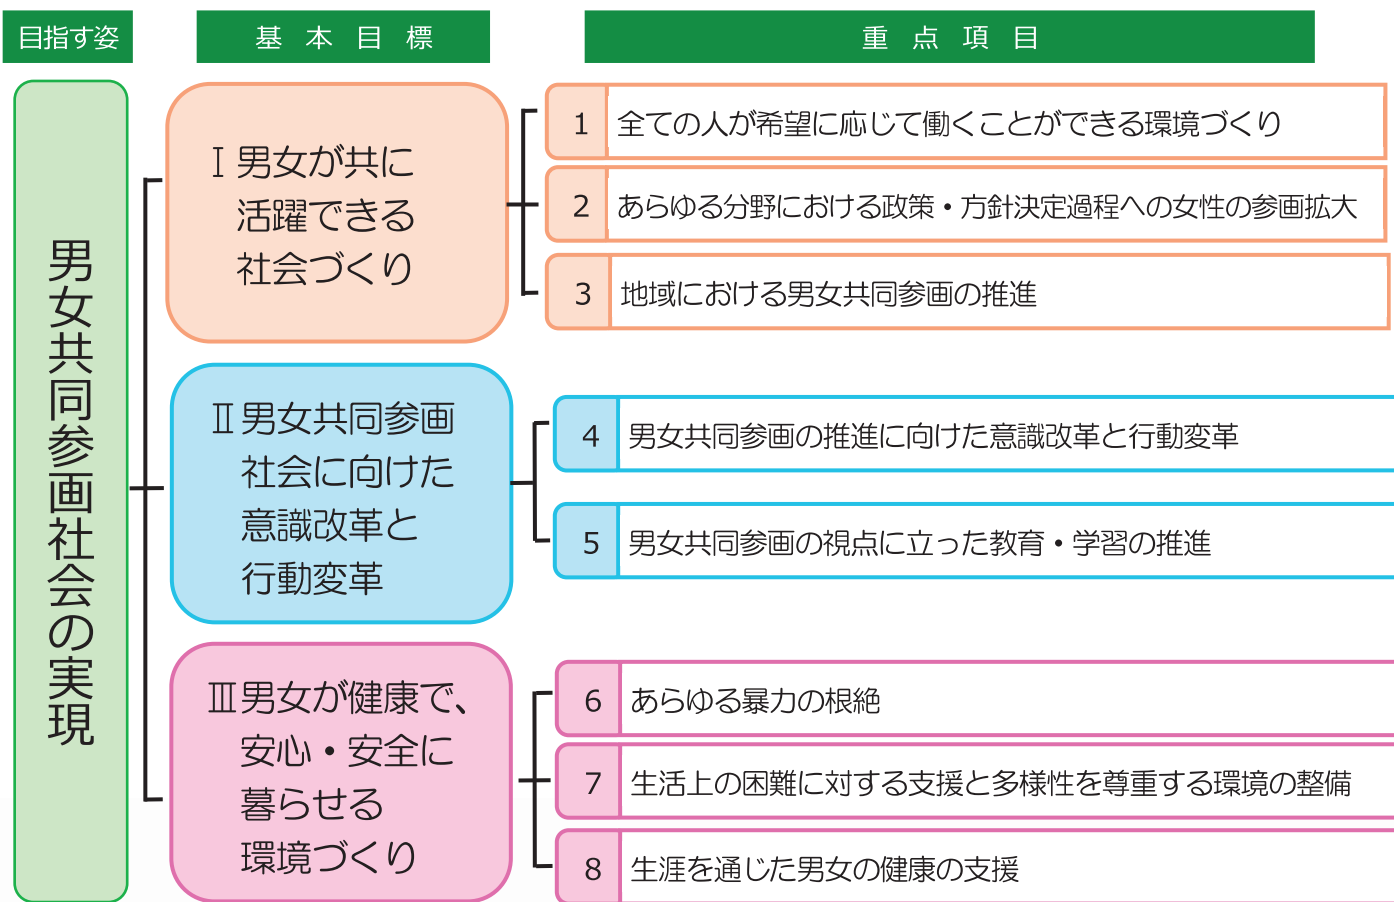 目指す姿
基本目標
重点項目
男女共同参画社会の実現
Ⅰ男女が共に
活躍できる
社会づくり
1 全ての人が希望に応じて働くことができる環境づくり
2 あらゆる分野における政策・方針決定過程への女性の参画拡大
3 地域における男女共同参画の推進
Ⅱ男女共同参画
社会に向けた
意識改革と
行動変革
4 男女共同参画の推進に向けた意識改革と行動変革
5 男女共同参画の視点に立った教育・学習の推進
Ⅲ男女が健康で、
安心・安全に
暮らせる
環境づくり
6 あらゆる暴力の根絶
7 生活上の困難に対する支援と多様性を尊重する環境の整備
8 生涯を通じた男女の健康の支援